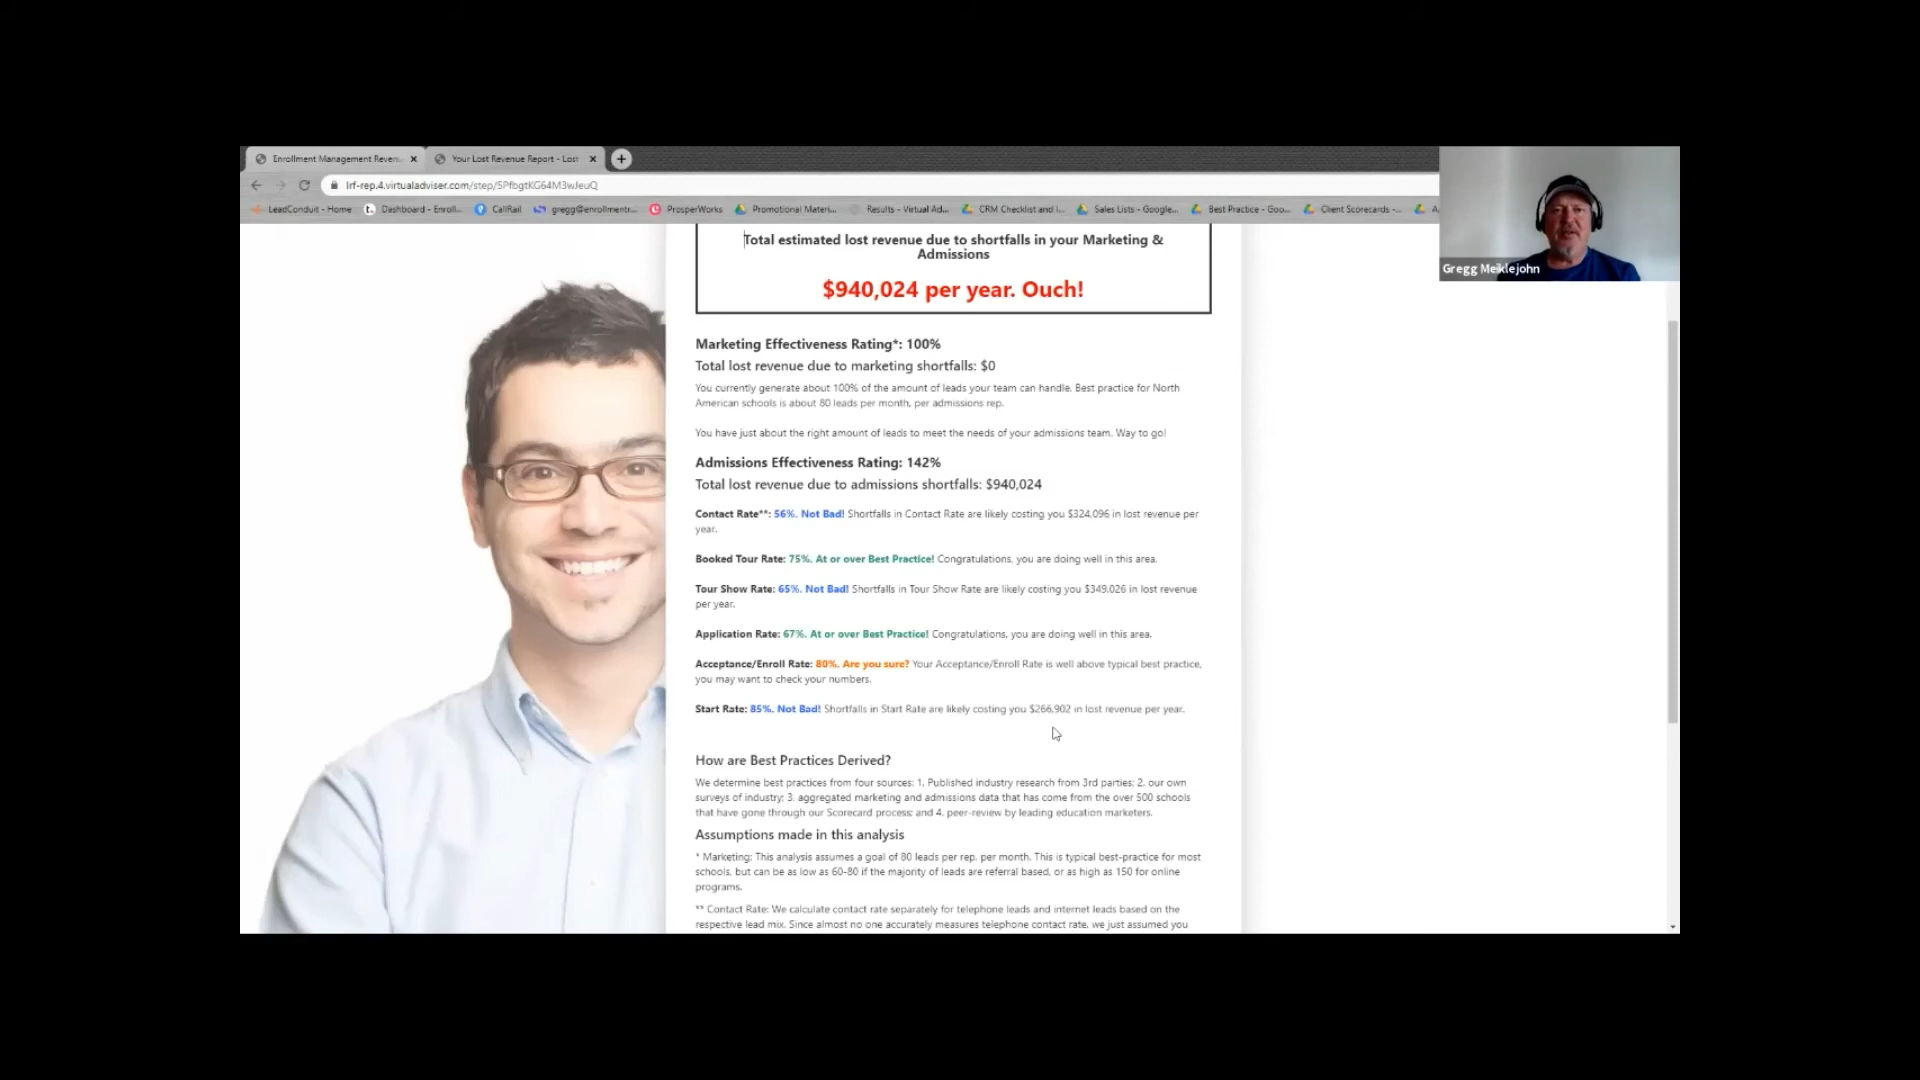 Enrollment Management Reven
Your Lost Revenue Report - Lost
lrf-rep.4.virtualadviser.com/step/5PfbgtKG64M3wJeuQ
LeadConduit - Home
Dashboard - Enroll...
CallRail
gregg@enrollmentr...
ProsperWorks
Promotional Materi...
Results - Virtual Ad...
CRM Checklist and I...
Sales Lists - Google...
Best Practice - Goo...
Client Scorecards -...
Gregg Meiklejohn
Total estimated lost revenue due to shortfalls in your Marketing &
Admissions
$940,024 per year. Ouch!
Marketing Effectiveness Rating*: 100%
Total lost revenue due to marketing shortfalls: $0
You currently generate about 100% of the amount of leads your team can handle. Best practice for North
American schools is about 80 leads per month, per admissions rep.
You have just about the right amount of leads to meet the needs of your admissions team. Way to go!
Admissions Effectiveness Rating: 142%
Total lost revenue due to admissions shortfalls: $940,024
Contact Rate**: 56%. Not Bad! Shortfalls in Contact Rate are likely costing you $324,096 in lost revenue per
year.
Booked Tour Rate: 75%. At or over Best Practice! Congratulations, you are doing well in this area.
Tour Show Rate: 65%. Not Bad! Shortfalls in Tour Show Rate are likely costing you $349,026 in lost revenue
per year.
Application Rate: 67%. At or over Best Practice! Congratulations, you are doing well in this area.
Acceptance/Enroll Rate: 80%. Are you sure? Your Acceptance/Enroll Rate is well above typical best practice,
you may want to check your numbers.
Start Rate: 85%. Not Bad! Shortfalls in Start Rate are likely costing you $266,902 in lost revenue per year.
How are Best Practices Derived?
We determine best practices from four sources: 1. Published industry research from 3rd parties; 2. our own
surveys of industry; 3. aggregated marketing and admissions data that has come from the over 500 schools
that have gone through our Scorecard process; and 4. peer-review by leading education marketers.
Assumptions made in this analysis
* Marketing: This analysis assumes a goal of 80 leads per rep, per month. This is typical best-practice for most
schools, but can be as low as 60-80 if the majority of leads are referral based, or as high as 150 for online
programs.
** Contact Rate: We calculate contact rate separately for telephone leads and internet leads based on the
respective lead mix. Since almost no one accurately measures telephone contact rate, we just assumed you